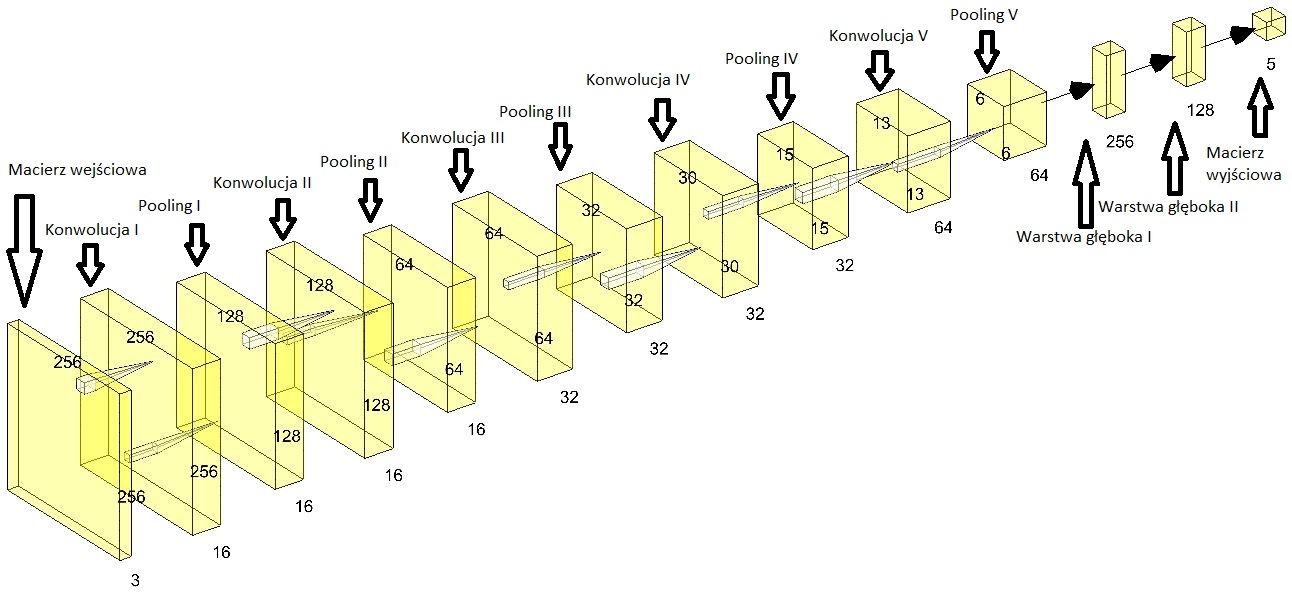 Macierz wejściowa
256
256
3
Konwolucja I
256
256
16
Pooling I
128
128
16
Konwolucja II
128
128
16
Pooling II
64
64
16
Konwolucja III
64
64
32
Pooling III
32
32
32
Konwolucja IV
30
30
32
Pooling IV
15
15
32
Konwolucja V
13
13
64
Pooling V
6
6
64
256
Warstwa głęboka I
128
Warstwa głęboka II
5
Macierz
wyjściowa